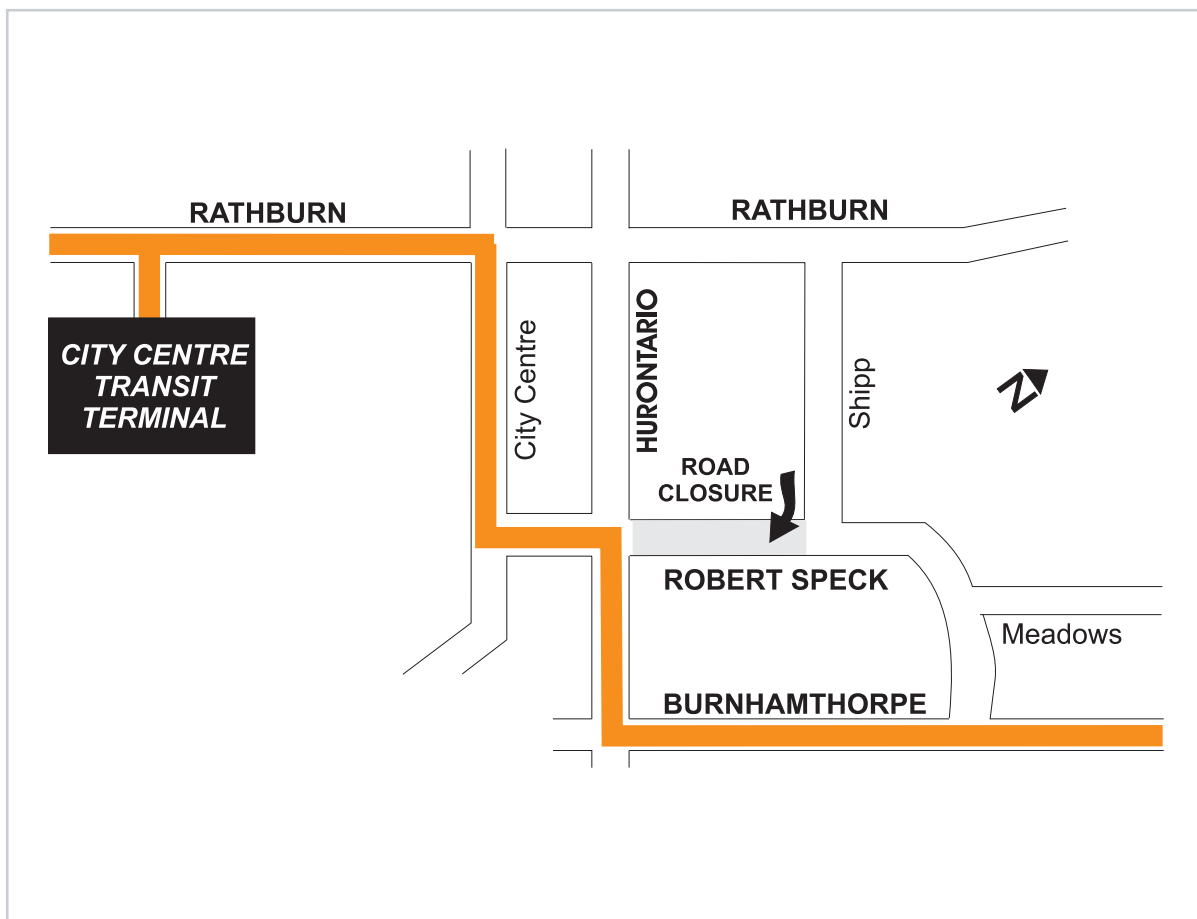 RATHBURN
RATHBURN
CITY CENTRE
TRANSIT
TERMINAL
City Centre
HURONTARIO
Shipp
N
ROAD
CLOSURE
ROBERT SPECK
Meadows
BURNHAMTHORPE